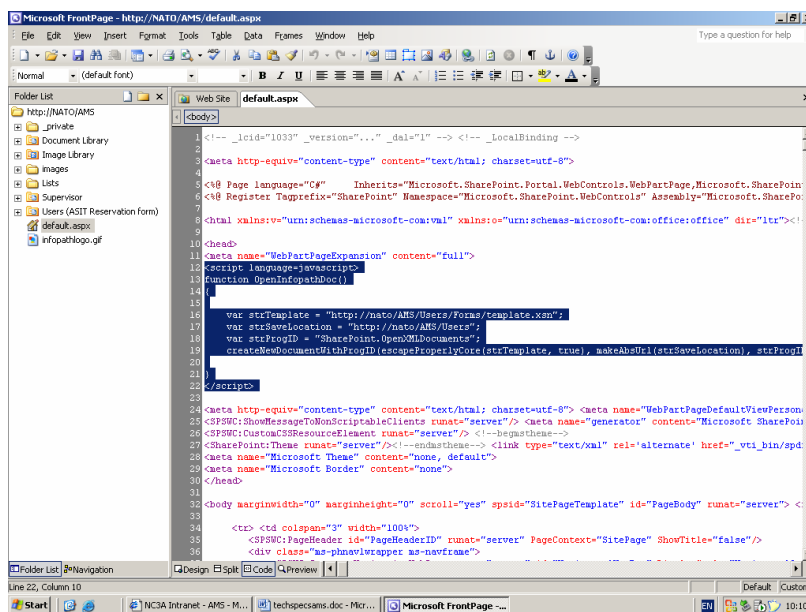 Microsoft FrontPage - http://NATO/AMS/default.aspx
File Edit View Insert Format Tools Table Data Frames Window Help
Type a question for help
Normal (default font)
Folder List
Web Site default.aspx
http://NATO/AMS
<body>
_private
Document Library
Image Library
images
Lists
Supervisor
Users (ASIT Reservation form)
default.aspx
infopathlogo.gif
1 <!-- _lcid="1033" _version="..." _dal="1" --> <!-- _LocalBinding -->
2
3 <meta http-equiv="content-type" content="text/html; charset=utf-8">
4
5 <%@ Page language="C#" Inherits="Microsoft.SharePoint.Portal.WebControls.WebPartPage,Microsoft.SharePoin
6 <%@ Register Tagprefix="SharePoint" Namespace="Microsoft.SharePoint.WebControls" Assembly="Microsoft.SharePo
7
8 <html xmlns:v="urn:schemas-microsoft-com:vml" xmlns:o="urn:schemas-microsoft-com:office:office" dir="ltr"><!-
9
10 <head>
11 <meta name="WebPartPageExpansion" content="full">
12 <script language=javascript>
13 function OpenInfopathDoc()
14 {
15
16 var strTemplate = "http://nato/AMS/Users/Forms/template.xsn";
17 var strSaveLocation = "http://nato/AMS/Users";
18 var strProgID = "SharePoint.OpenXMLDocuments";
19 createNewDocumentWithProgID(escapeProperlyCore(strTemplate, true), makeAbsUrl(strSaveLocation), strProgID
20
21 }
22 </script>
23
24 <meta http-equiv="content-type" content="text/html; charset=utf-8"> <meta name="WebPartPageDefaultViewPerson
25 <SPSWC:ShowMessageToNonScriptableClients runat="server"/> <meta name="generator" content="Microsoft SharePoi
26 <SPSWC:CustomCSSResourceElement runat="server"/> <!--begmstheme-->
27 <SharePoint:Theme runat="server"/><!--endmstheme--> <link type="text/xml" rel='alternate' href="_vti_bin/spdi
28 <meta name="Microsoft Theme" content="none, default">
29 <meta name="Microsoft Border" content="none">
30 </head>
31
32 <body marginwidth="0" marginheight="0" scroll="yes" spsid="SitePageTemplate" id="PageBody" runat="server"> <
33
34 <tr> <td colspan="3" width="100%">
35 <SPSWC:PageHeader id="PageHeaderID" runat="server" PageContext="SitePage" ShowTitle="false"/>
36 <div class="ms-phnavlwrapper ms-navframe">
Folder List Navigation Design Split Code Preview
Line 22, Column 10 Default Custom
Start NC3A Intranet - AMS - M... techspecsams.doc - Micr... Microsoft FrontPage -... EN 10:10